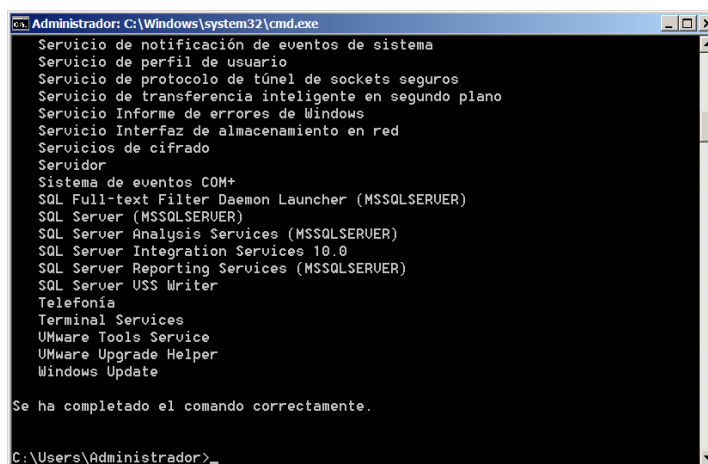 Administrador: C:\Windows\system32\cmd.exe
Servicio de notificación de eventos de sistema
Servicio de perfil de usuario
Servicio de protocolo de túnel de sockets seguros
Servicio de transferencia inteligente en segundo plano
Servicio Informe de errores de Windows
Servicio Interfaz de almacenamiento en red
Servicios de cifrado
Servidor
Sistema de eventos COM+
SQL Full-text Filter Daemon Launcher (MSSQLSERVER)
SQL Server (MSSQLSERVER)
SQL Server Analysis Services (MSSQLSERVER)
SQL Server Integration Services 10.0
SQL Server Reporting Services (MSSQLSERVER)
SQL Server VSS Writer
Telefonía
Terminal Services
VMware Tools Service
VMware Upgrade Helper
Windows Update
Se ha completado el comando correctamente.
C:\Users\Administrador>_